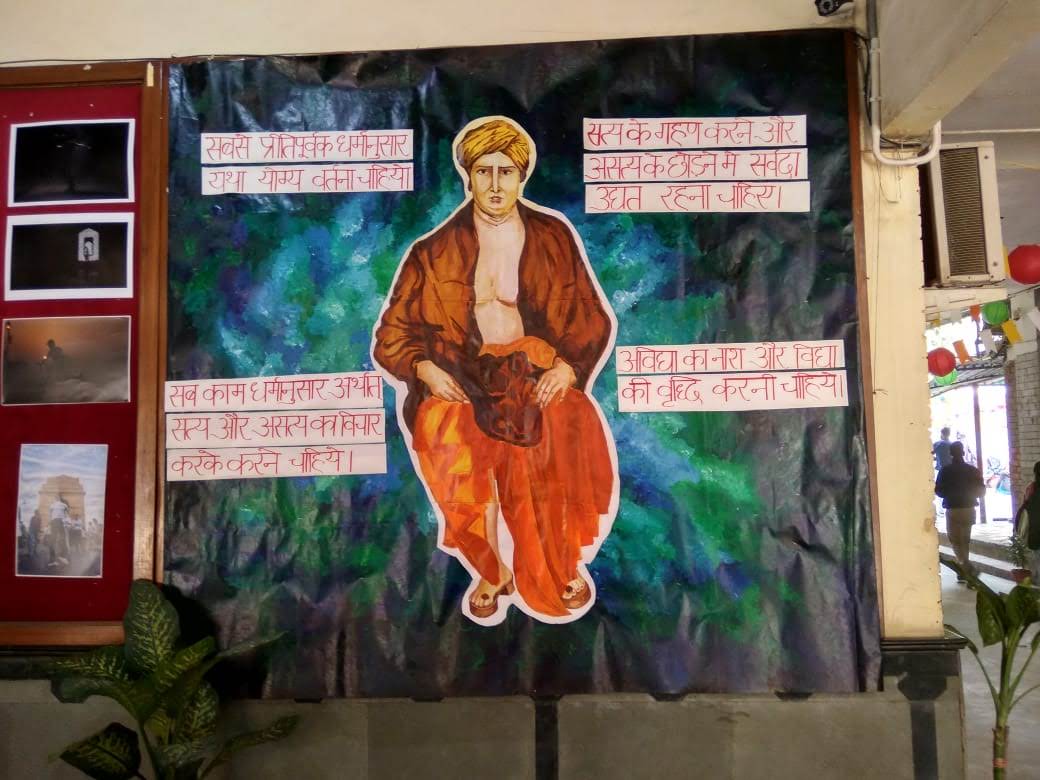 सबसे प्रीतिपूर्वक धर्मानुसार
यथा योग्य वर्तना चाहिये
सत्य के ग्रहण करने और
असत्य के छोड़ने मे सर्वदा
उद्यत रहना चाहिए।
सब काम धर्मानुसार अर्थात
सत्य और असत्य का विचार
करके करने चाहिये।
अविद्या का नाश और विद्या
की वृद्धि करनी चाहिये।